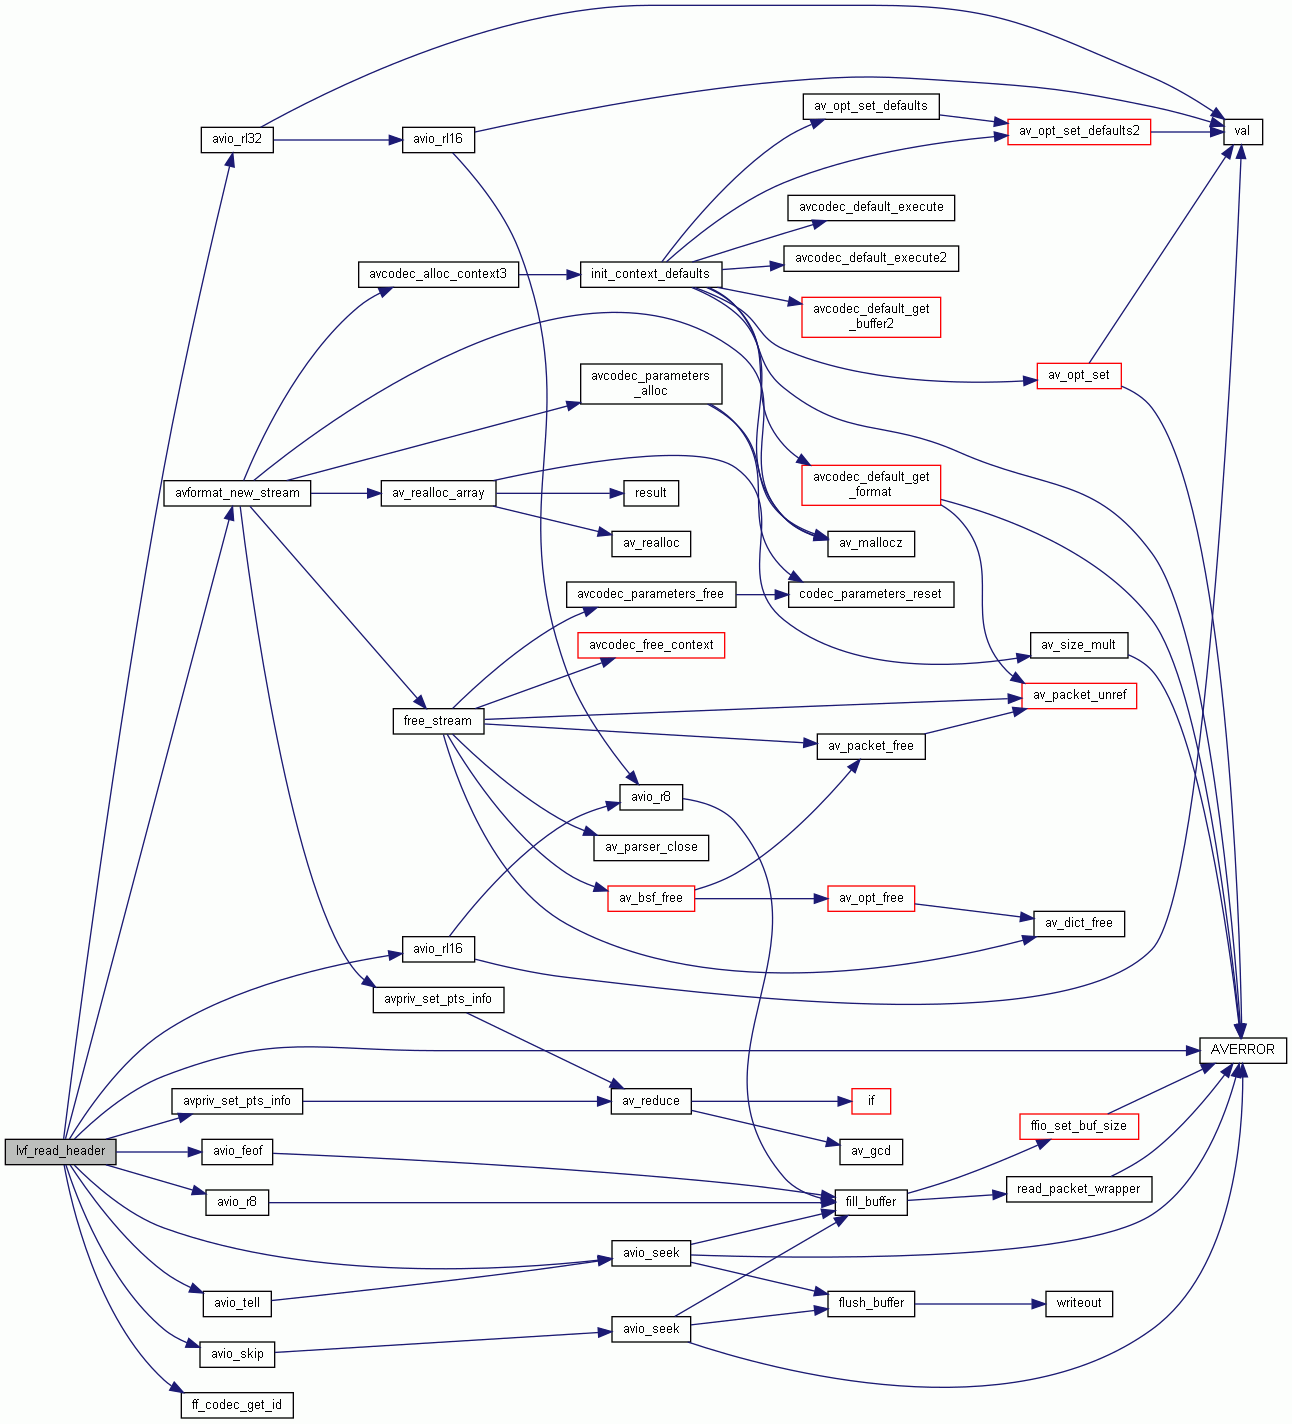 av_opt_set_defaults
avio_rl32
avio_rl16
av_opt_set_defaults2
val
avcodec_default_execute
avcodec_default_execute2
avcodec_alloc_context3
init_context_defaults
avcodec_default_get
_buffer2
avcodec_parameters
_alloc
av_opt_set
avformat_new_stream
av_realloc_array
result
avcodec_default_get
_format
av_realloc
av_mallocz
avcodec_parameters_free
codec_parameters_reset
avcodec_free_context
av_size_mult
av_packet_unref
free_stream
av_packet_free
avio_r8
av_parser_close
av_bsf_free
av_opt_free
av_dict_free
avio_rl16
avpriv_set_pts_info
AVERROR
avpriv_set_pts_info
av_reduce
if
ffio_set_buf_size
lvf_read_header
avio_feof
av_gcd
avio_r8
fill_buffer
read_packet_wrapper
avio_seek
avio_tell
flush_buffer
writeout
avio_seek
avio_skip
ff_codec_get_id